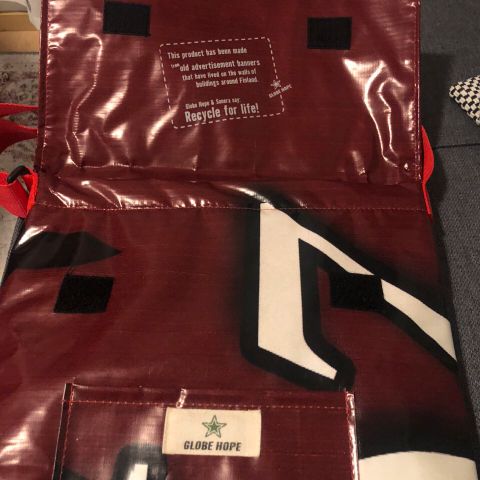 This product has been made
from old advertisement banners
that have lived on the walls of
buildings around Finland.
Globe Hope & Sanora say
Recycle for life!
GLOBE HOPE
GLOBE HOPE